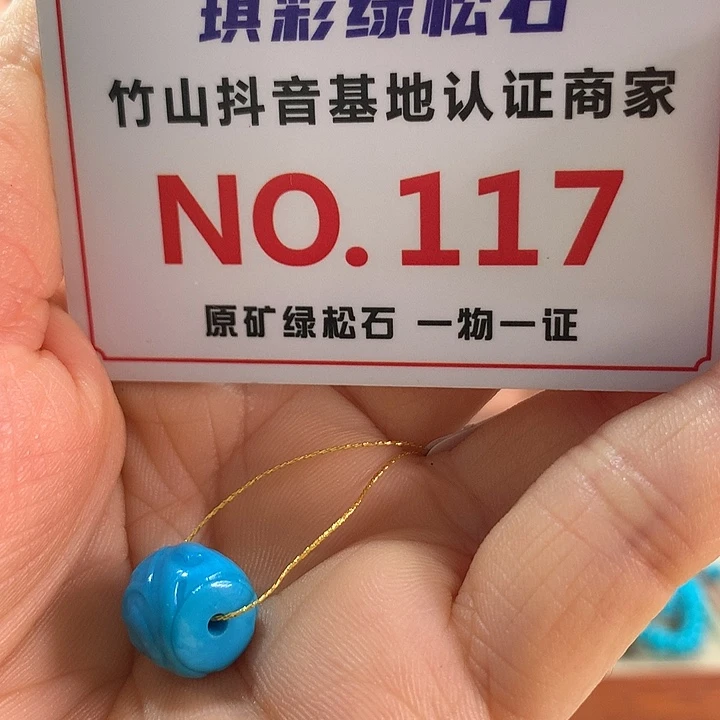 琪彩绿松石
竹山抖音基地认证商家
NO.117
原矿绿松石 一物一证